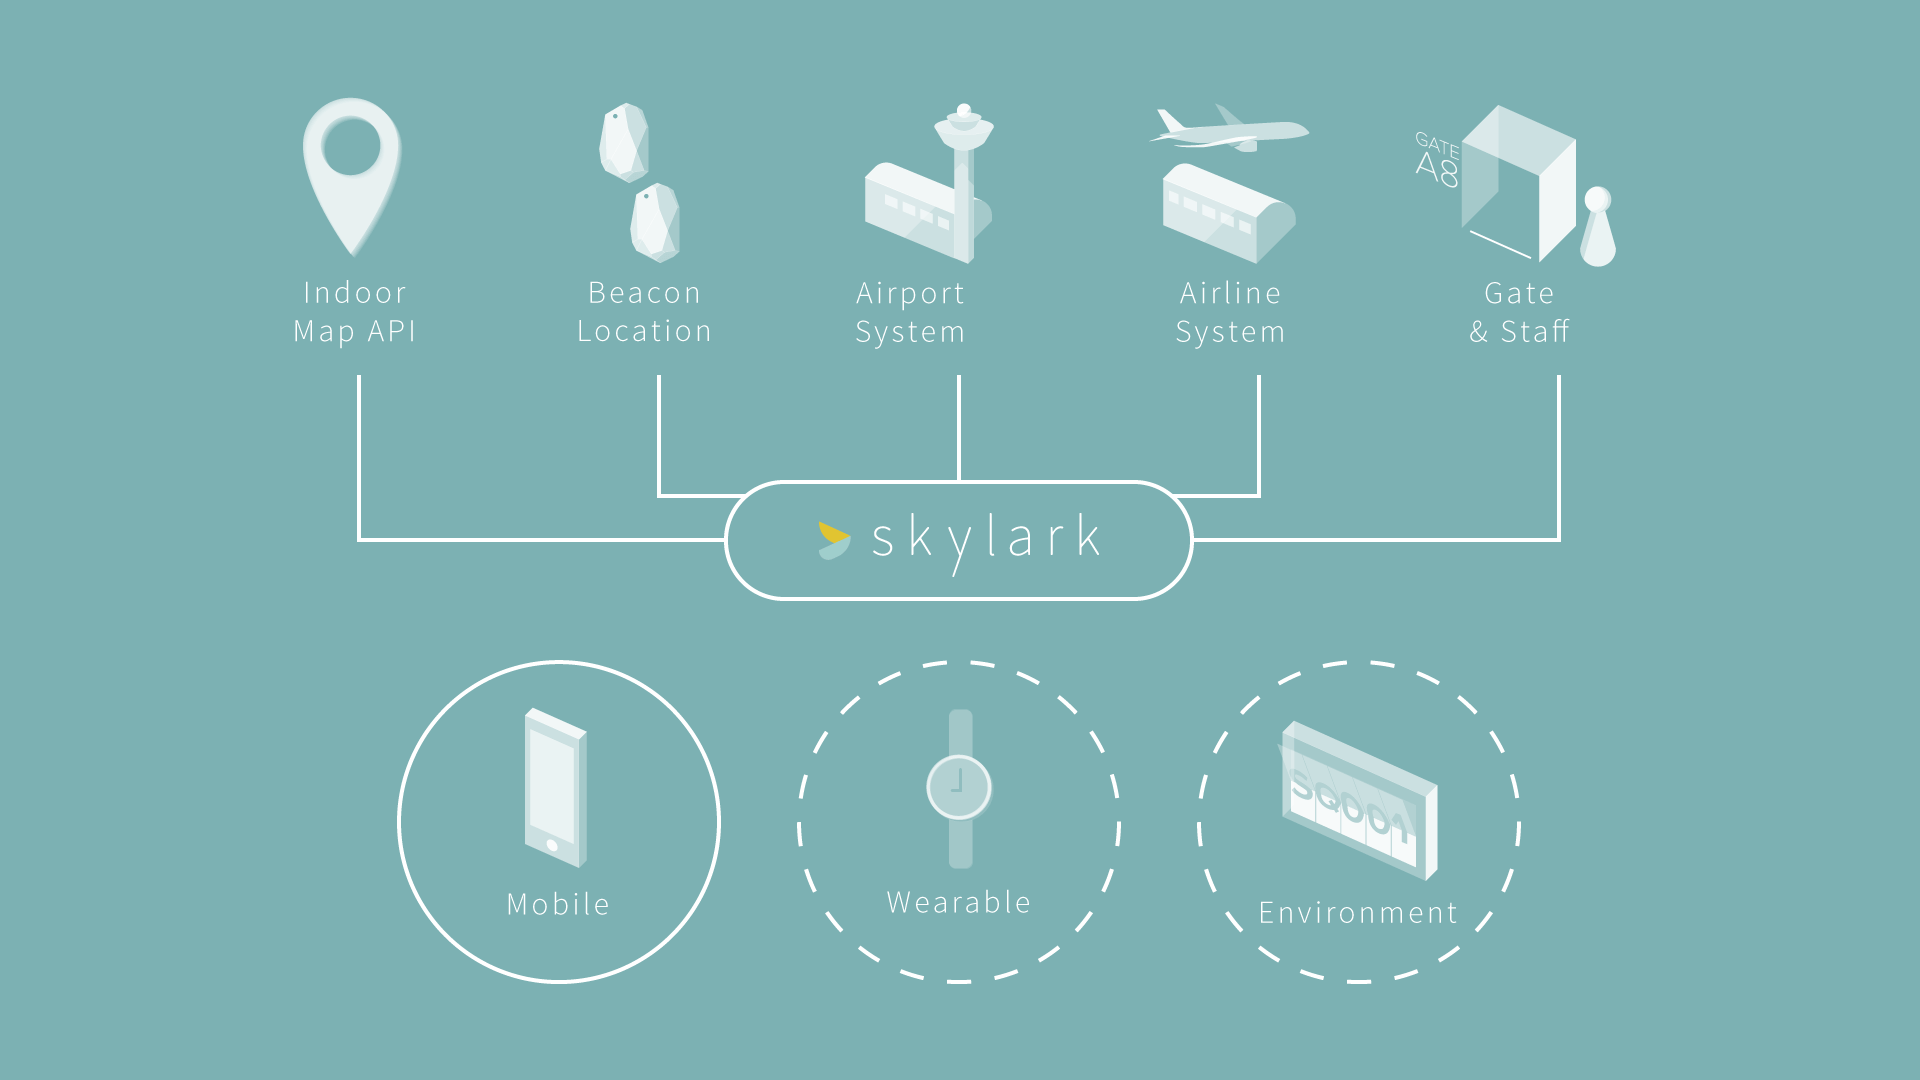 GATE
A8
Indoor
Map API
Beacon
Location
Airport
System
Airline
System
Gate
& Staff
skylark
SQ001
Mobile
Wearable
Environment